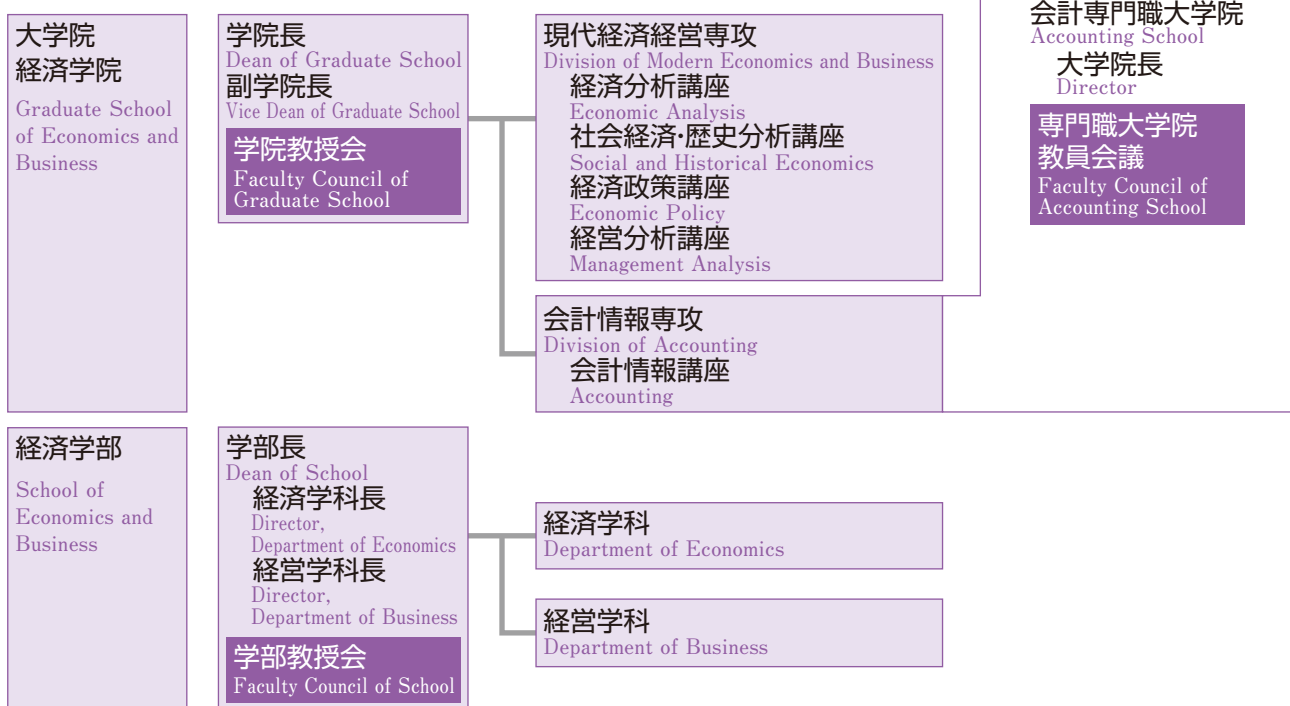 大学院
経済学院
Graduate School
of Economics and
Business
学院長
Dean of Graduate School
副学院長
Vice Dean of Graduate School
学院教授会
Faculty Council of
Graduate School
現代経済経営専攻
Division of Modern Economics and Business
経済分析講座
Economic Analysis
社会経済・歴史分析講座
Social and Historical Economics
経済政策講座
Economic Policy
経営分析講座
Management Analysis
会計情報専攻
Division of Accounting
会計情報講座
Accounting
会計専門職大学院
Accounting School
大学院長
Director
専門職大学院
教員会議
Faculty Council of
Accounting School
経済学部
School of
Economics and
Business
学部長
Dean of School
経済学科長
Director,
Department of Economics
経営学科長
Director,
Department of Business
学部教授会
Faculty Council of School
経済学科
Department of Economics
経営学科
Department of Business